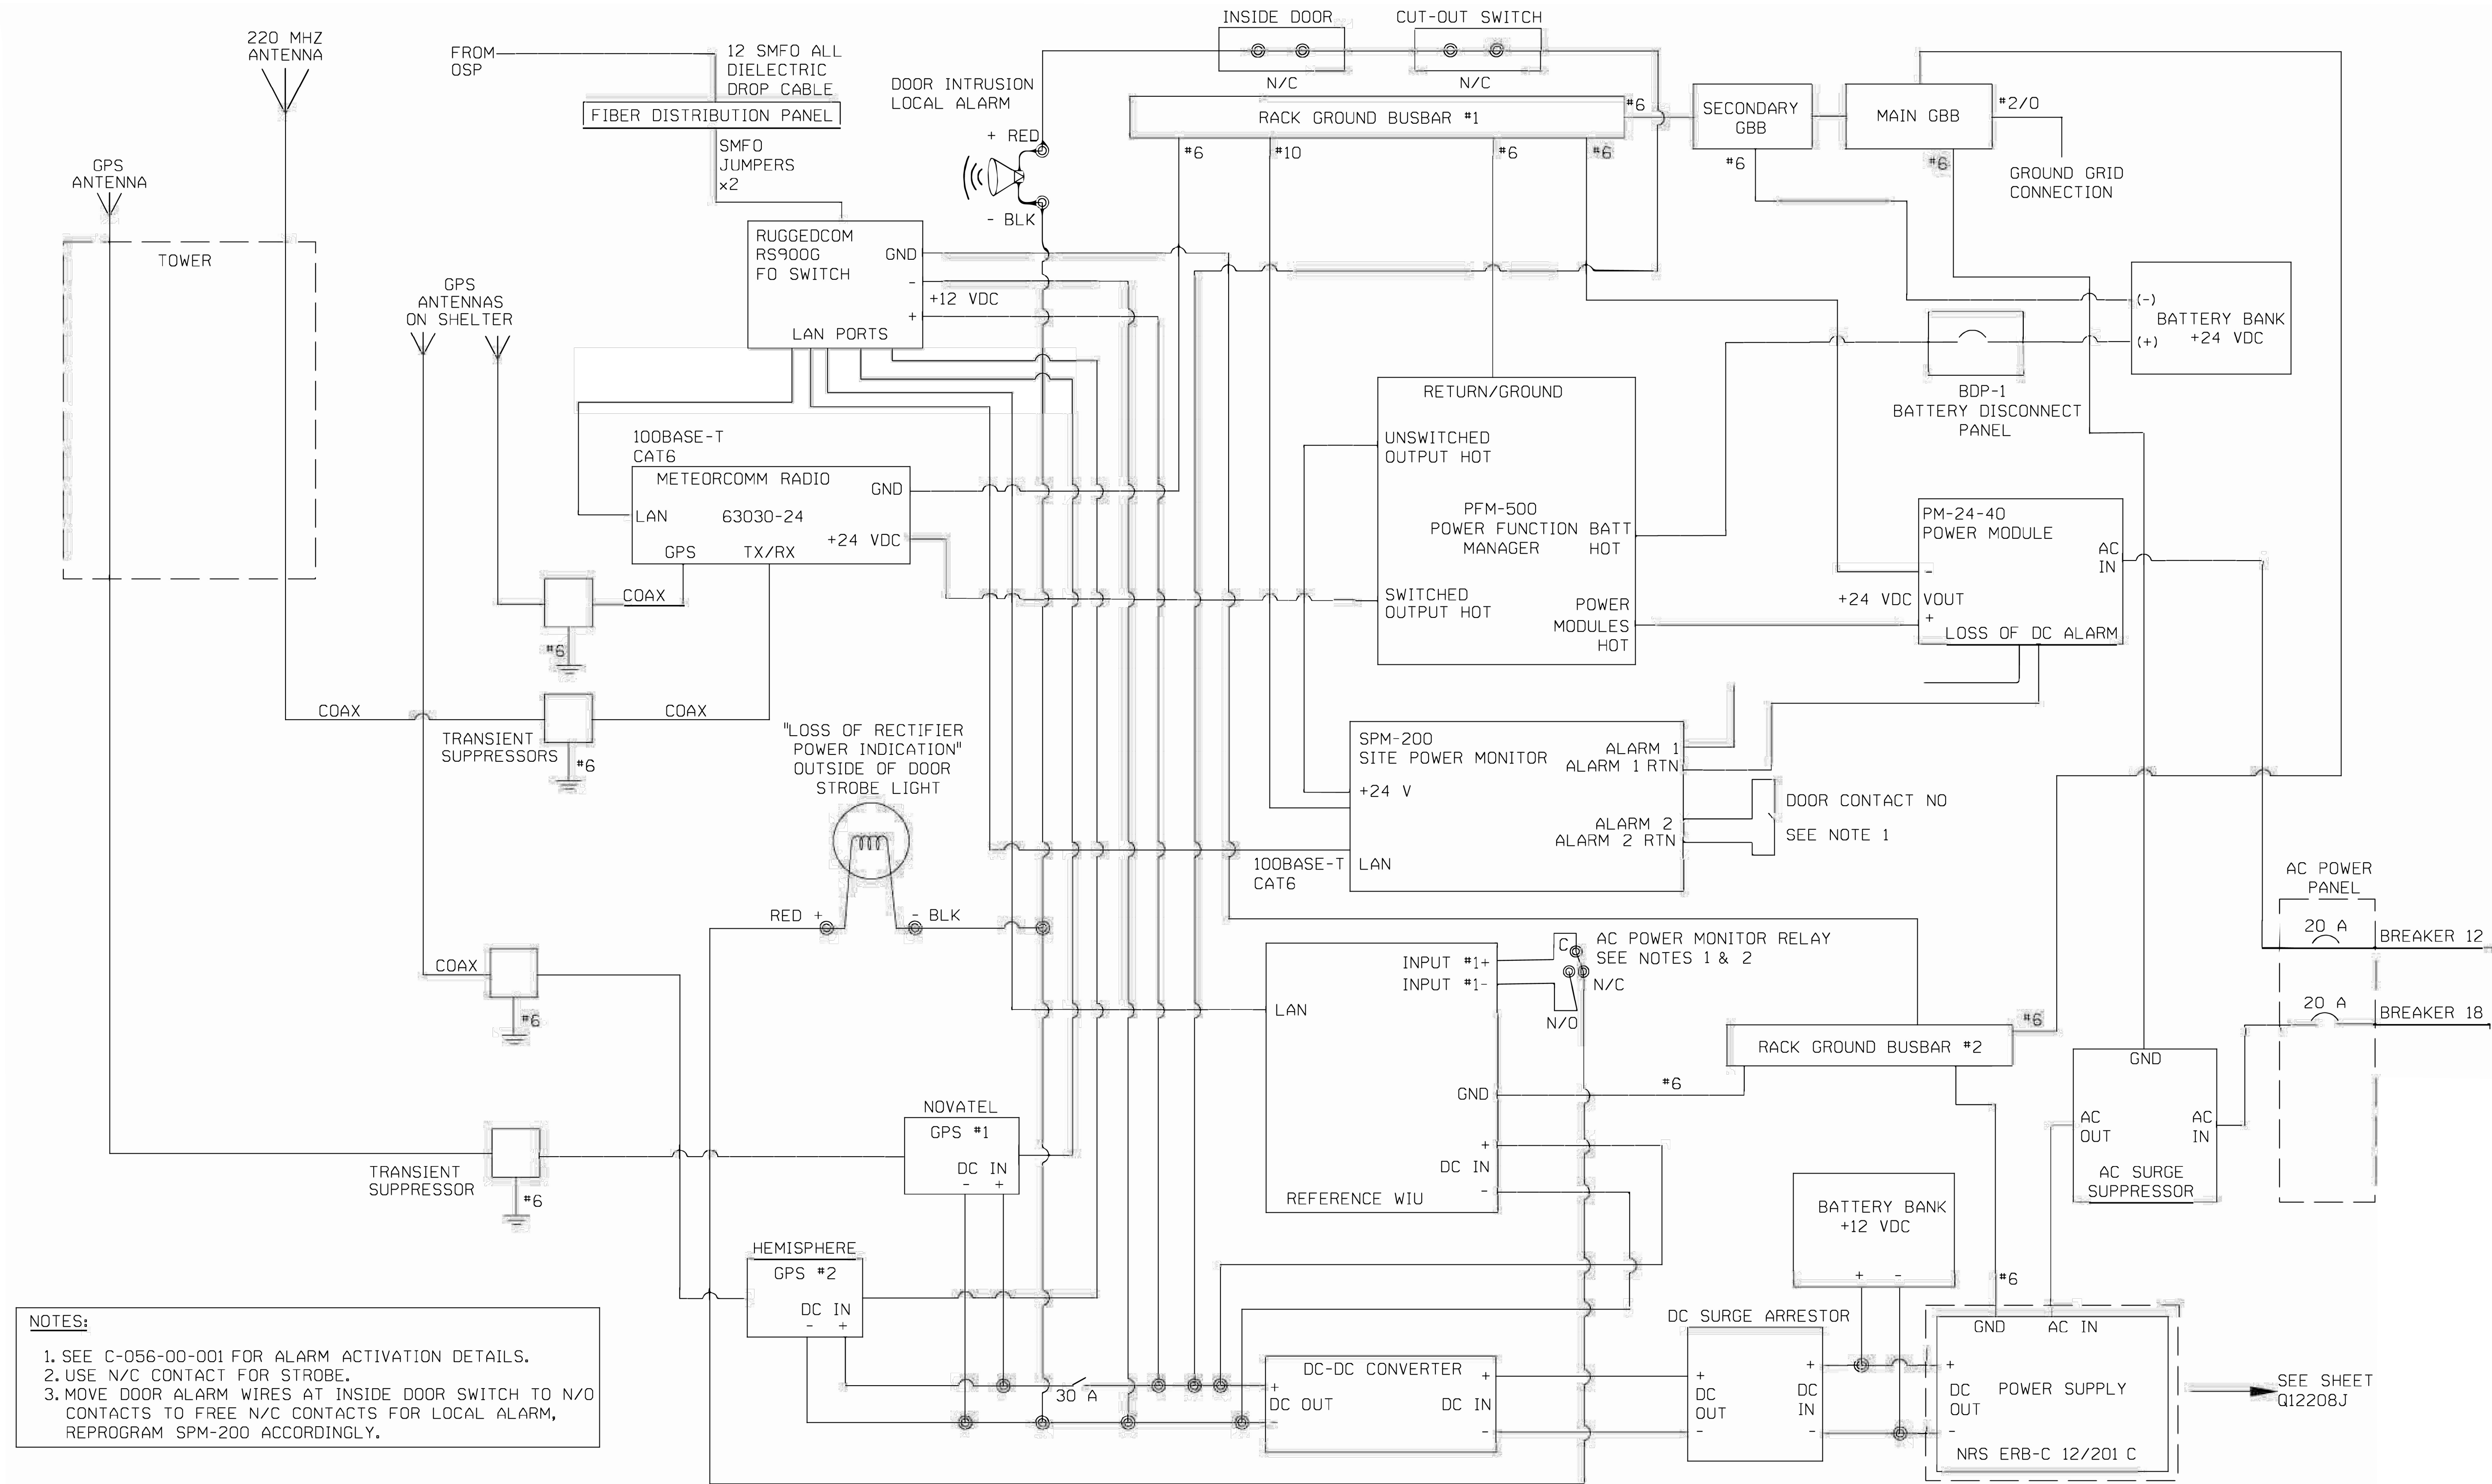 220 MHZ
ANTENNA
GPS
ANTENNA
TOWER
GPS
ANTENNAS
ON SHELTER
FROM
OSP
12 SMFO ALL
DIELECTRIC
DROP CABLE
FIBER DISTRIBUTION PANEL
SMFO
JUMPERS
x2
DOOR INTRUSION
LOCAL ALARM
+ RED
- BLK
INSIDE DOOR
N/C
CUT-OUT SWITCH
N/C
RACK GROUND BUSBAR #1
#6
#6
#10
#6
#6
SECONDARY
GBB
#6
MAIN GBB
#2/0
#6
GROUND GRID
CONNECTION
RUGGEDCOM
RS900G
FO SWITCH
GND
-
+12 VDC
+
LAN PORTS
(-)
BATTERY BANK
+24 VDC
(+)
BDP-1
BATTERY DISCONNECT
PANEL
100BASE-T
CAT6
METEORCOMM RADIO
GND
LAN
63030-24
+24 VDC
GPS
TX/RX
COAX
#6
COAX
COAX
TRANSIENT
SUPPRESSORS
#6
RETURN/GROUND
UNSWITCHED
OUTPUT HOT
PFM-500
POWER FUNCTION
MANAGER
BATT
HOT
SWITCHED
OUTPUT HOT
POWER
MODULES
HOT
PM-24-40
POWER MODULE
AC
IN
-
+24 VDC VOUT
+
LOSS OF DC ALARM
"LOSS OF RECTIFIER
POWER INDICATION"
OUTSIDE OF DOOR
STROBE LIGHT
RED +
- BLK
SPM-200
SITE POWER MONITOR
ALARM 1
ALARM 1 RTN
+24 V
ALARM 2
ALARM 2 RTN
LAN
100BASE-T
CAT6
DOOR CONTACT NO
SEE NOTE 1
AC POWER
PANEL
20 A
BREAKER 12
20 A
BREAKER 18
COAX
#6
INPUT #1+
INPUT #1-
C
AC POWER MONITOR RELAY
SEE NOTES 1 & 2
N/C
N/O
LAN
GND
#6
+
DC IN
-
REFERENCE WIU
RACK GROUND BUSBAR #2
#6
GND
AC
OUT
AC
IN
AC SURGE
SUPPRESSOR
TRANSIENT
SUPPRESSOR
#6
NOVATEL
GPS #1
DC IN
- +
HEMISPHERE
GPS #2
DC IN
- +
30 A
BATTERY BANK
+12 VDC
+ -
#6
+
DC-DC CONVERTER
DC OUT
DC IN
+
-
-
DC SURGE ARRESTOR
+
DC
OUT
-
+
DC
IN
-
GND
AC IN
+
DC
OUT
-
POWER SUPPLY
NRS ERB-C 12/201 C
SEE SHEET
Q12208J
NOTES:
1. SEE C-056-00-001 FOR ALARM ACTIVATION DETAILS.
2. USE N/C CONTACT FOR STROBE.
3. MOVE DOOR ALARM WIRES AT INSIDE DOOR SWITCH TO N/O
CONTACTS TO FREE N/C CONTACTS FOR LOCAL ALARM,
REPROGRAM SPM-200 ACCORDINGLY.